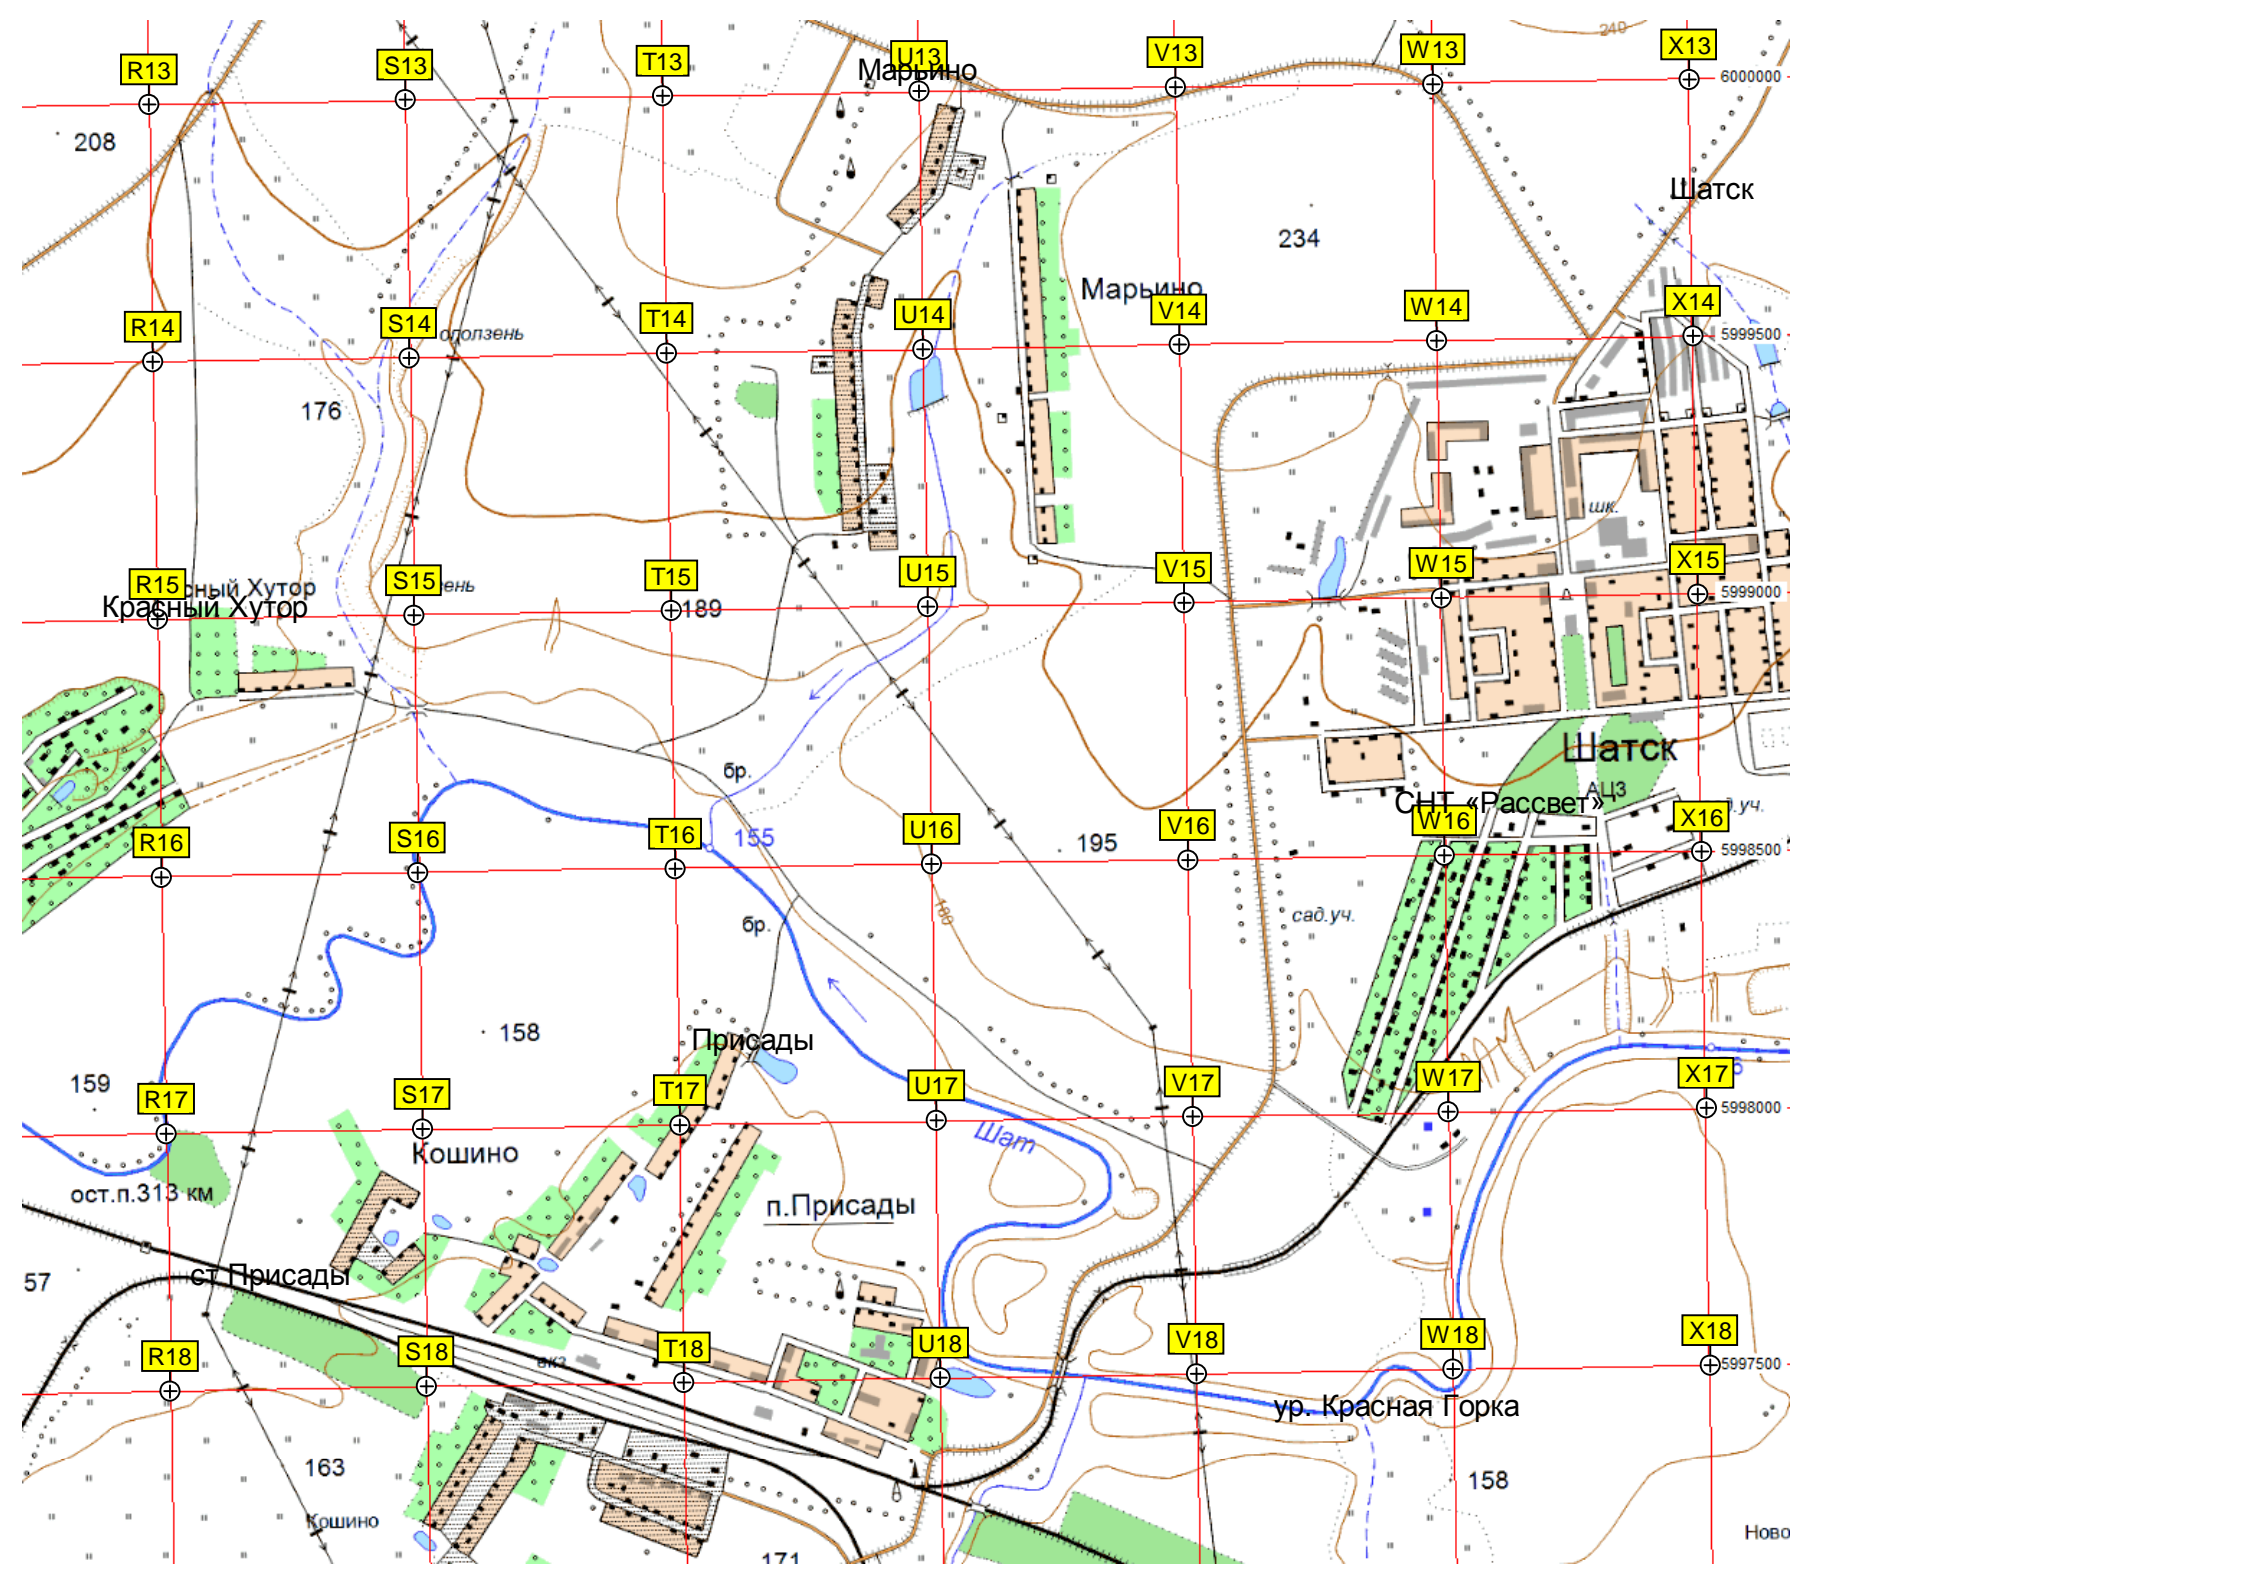 240
R13 S13 T13 U13 V13 W13 X13 6000000
Марьино
208
Шатск
234
Марьино
R14 S14 T14 U14 V14 W14 X14 5999500
оползень
176
шк.
R15 S15 T15 U15 V15 W15 X15 5999000
Красный Хутор
189
Шатск
бр.
АЦЗ
СНТ «Рассвет»
R16 S16 T16 U16 V16 W16 X16 5998500
155
195
180
сад.уч.
бр.
158
Присады
159
R17 S17 T17 U17 V17 W17 X17 5998000
Шат
Кошино
ост.п.313 км
п.Присады
57
ст Присады
R18 S18 T18 U18 V18 W18 X18 5997500
вкз
ур. Красная Горка
163
158
Кошино
Ново
171